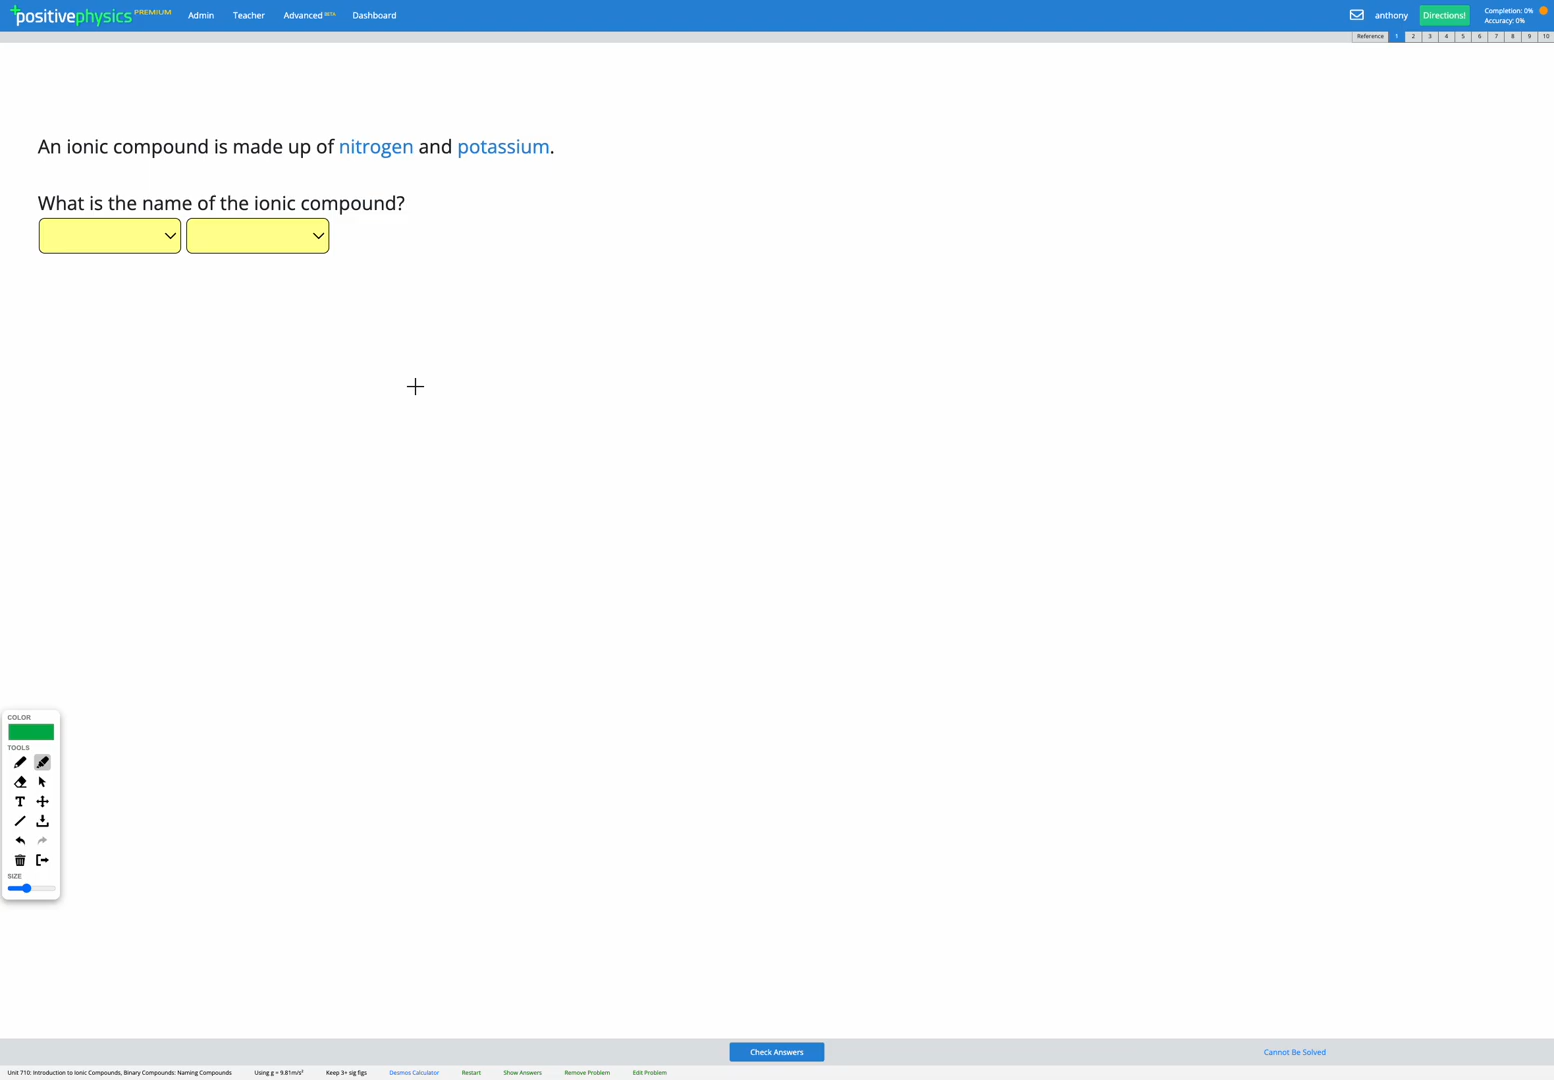 positivephysics PREMIUM Admin Teacher Advanced BETA Dashboard anthony Directions! Completion: 0%
Accuracy: 0%
Reference 1 2 3 4 5 6 7 8 9 10
An ionic compound is made up of nitrogen and potassium.
What is the name of the ionic compound?
COLOR
TOOLS
T
SIZE
Check Answers Cannot Be Solved
Unit 710: Introduction to Ionic Compounds, Binary Compounds: Naming Compounds Using g = 9.81m/s² Keep 3+ sig figs Desmos Calculator Restart Show Answers Remove Problem Edit Problem